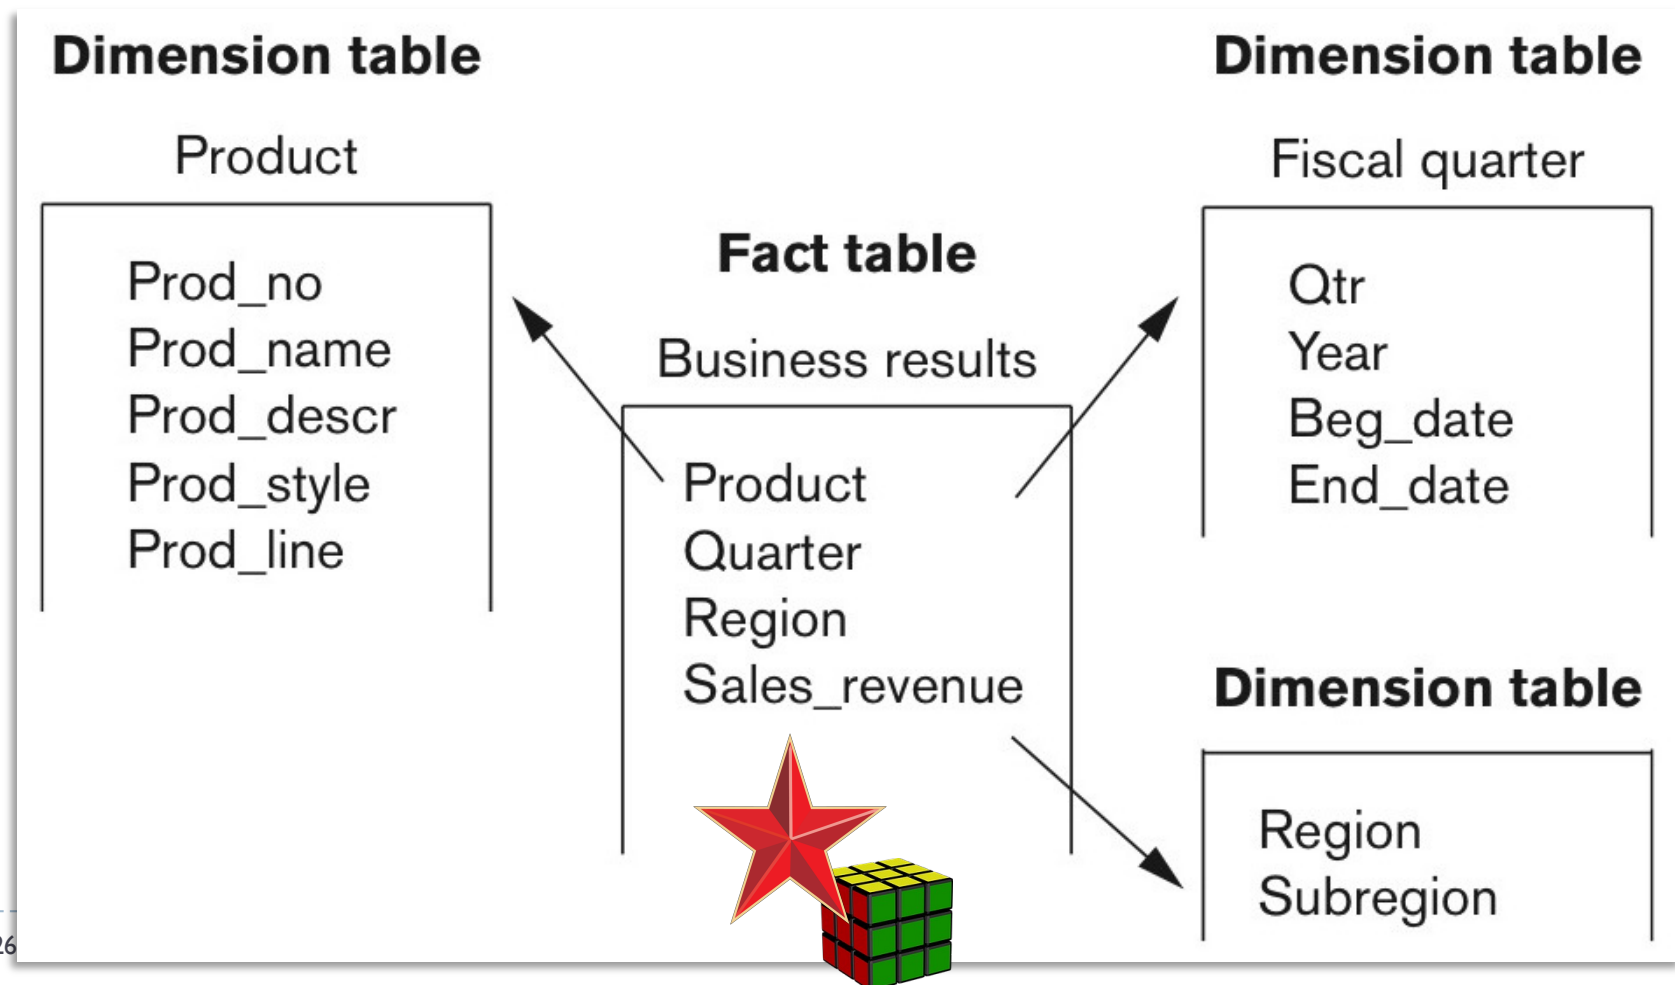 Dimension table
Product
Prod_no
Prod_name
Prod_descr
Prod_style
Prod_line
Fact table
Business results
Product
Quarter
Region
Sales_revenue
Dimension table
Fiscal quarter
Qtr
Year
Beg_date
End_date
Dimension table
Region
Subregion
26